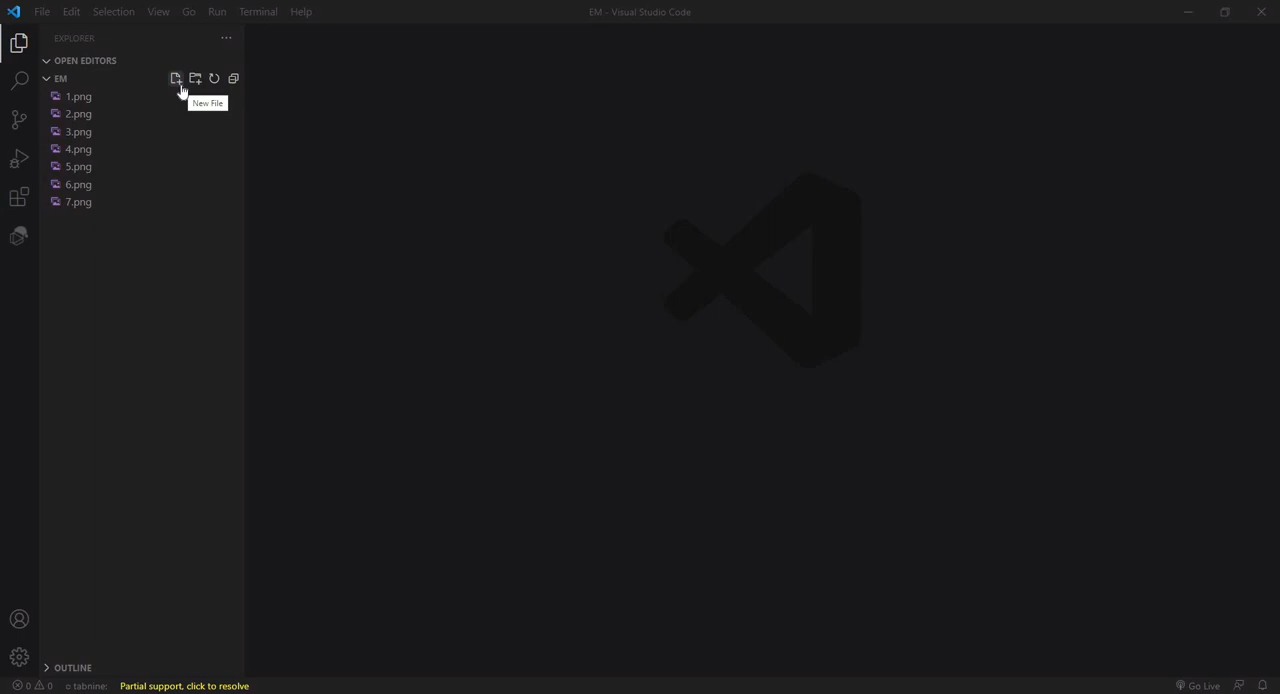 File Edit Selection View Go Run Terminal Help EM - Visual Studio Code
EXPLORER
OPEN EDITORS
EM
New File
1.png
2.png
3.png
4.png
5.png
6.png
7.png
OUTLINE
0 0 tabnine: Partial support, click to resolve Go Live